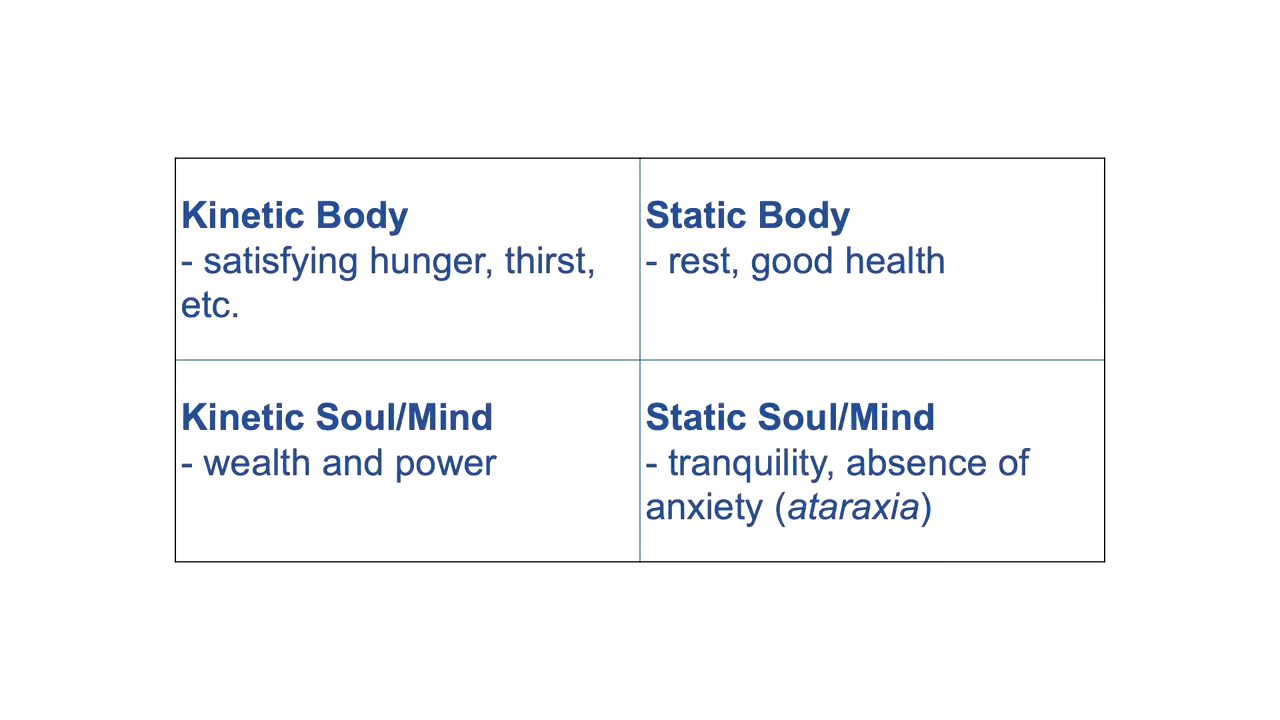 Kinetic Body
- satisfying hunger, thirst,
etc.
Static Body
- rest, good health
Kinetic Soul/Mind
- wealth and power
Static Soul/Mind
- tranquility, absence of
anxiety (ataraxia)